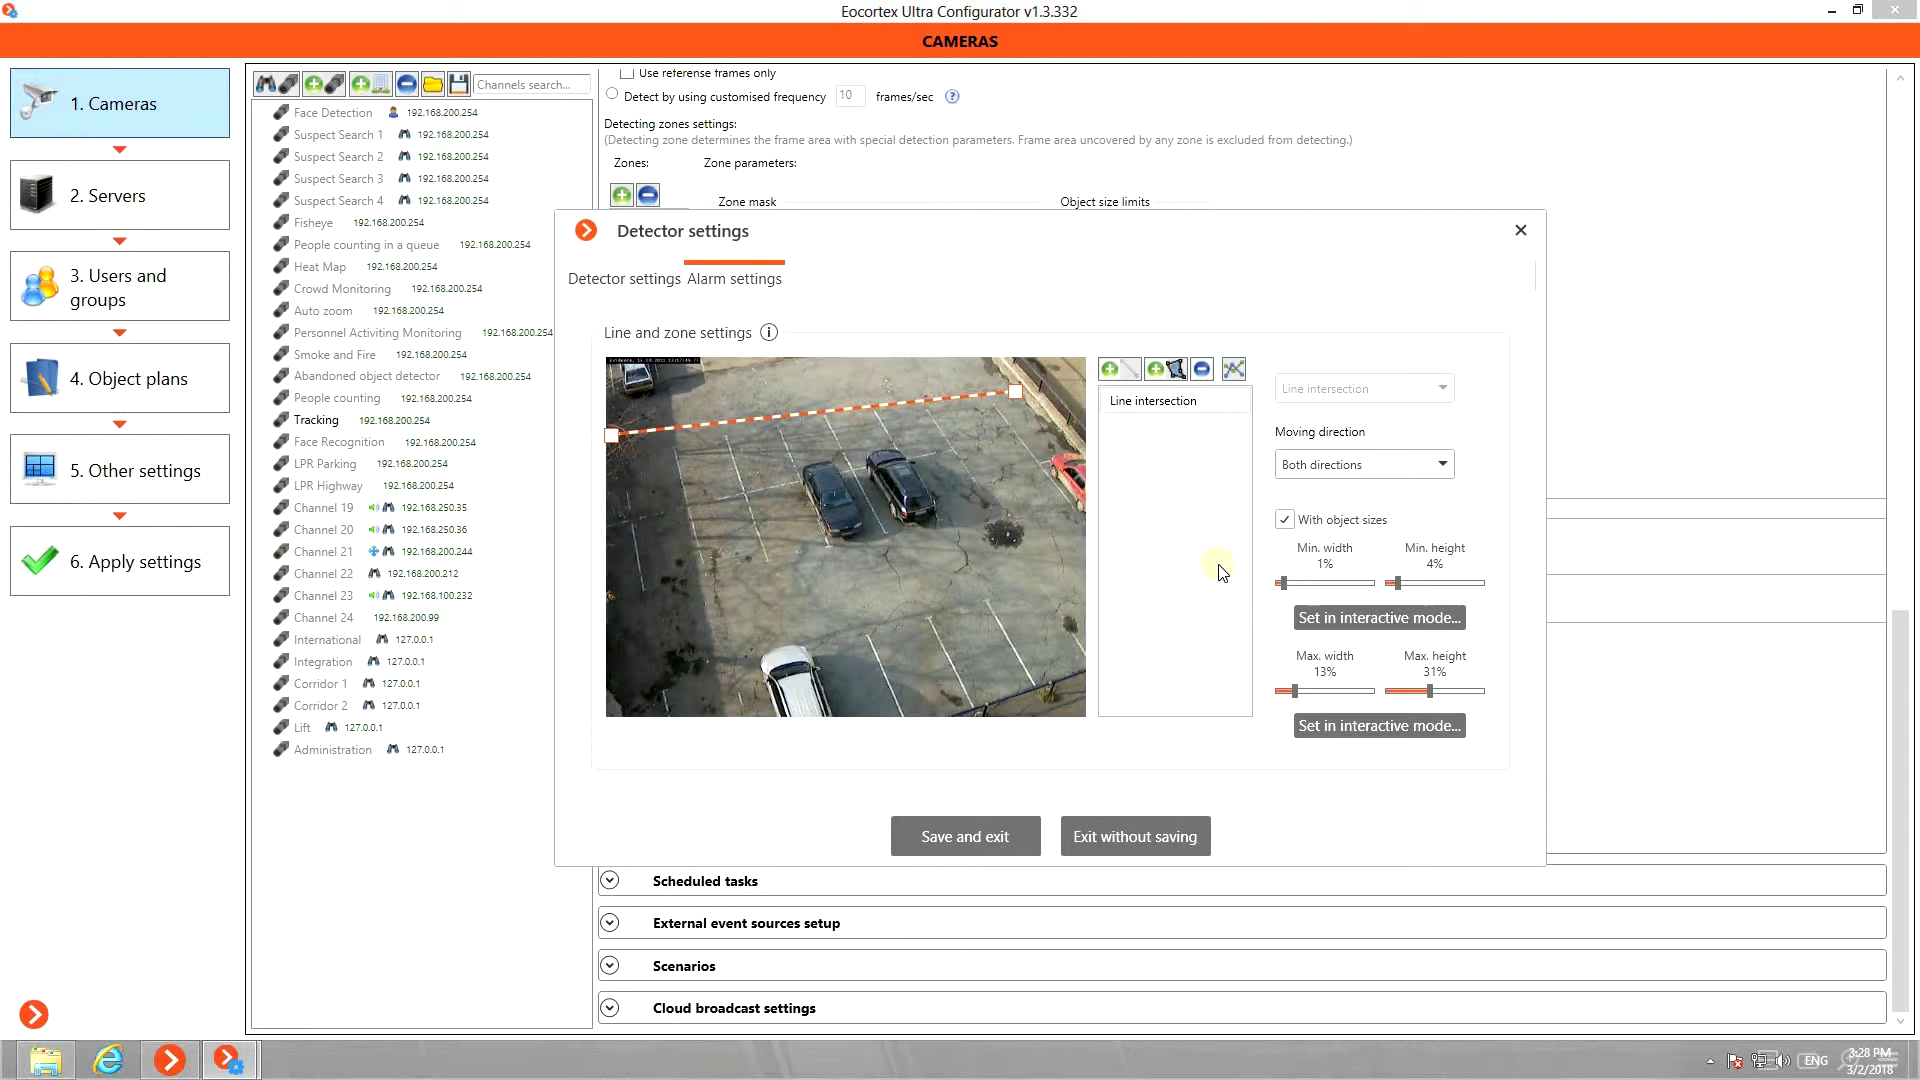 Eocortex Ultra Configurator v1.3.332
CAMERAS
1. Cameras
2. Servers
3. Users and
groups
4. Object plans
5. Other settings
6. Apply settings
Channels search...
Face Detection 192.168.200.254
Suspect Search 1 192.168.200.254
Suspect Search 2 192.168.200.254
Suspect Search 3 192.168.200.254
Suspect Search 4 192.168.200.254
Fisheye 192.168.200.254
People counting in a queue 192.168.200.254
Heat Map 192.168.200.254
Crowd Monitoring 192.168.200.254
Auto zoom 192.168.200.254
Personnel Activiting Monitoring 192.168.200.254
Smoke and Fire 192.168.200.254
Abandoned object detector 192.168.200.254
People counting 192.168.200.254
Tracking 192.168.200.254
Face Recognition 192.168.200.254
LPR Parking 192.168.200.254
LPR Highway 192.168.200.254
Channel 19 192.168.250.35
Channel 20 192.168.250.36
Channel 21 192.168.200.244
Channel 22 192.168.200.212
Channel 23 192.168.100.232
Channel 24 192.168.200.99
International 127.0.0.1
Integration 127.0.0.1
Corridor 1 127.0.0.1
Corridor 2 127.0.0.1
Lift 127.0.0.1
Administration 127.0.0.1
Use referense frames only
Detect by using customised frequency 10 frames/sec
Detecting zones settings:
(Detecting zone determines the frame area with special detection parameters. Frame area uncovered by any zone is excluded from detecting.)
Zones: Zone parameters:
Zone mask Object size limits
Detector settings
Detector settings Alarm settings
Line and zone settings
Line intersection
Line intersection
Moving direction
Both directions
With object sizes
Min. width Min. height
1% 4%
Set in interactive mode...
Max. width Max. height
13% 31%
Set in interactive mode...
Save and exit Exit without saving
Scheduled tasks
External event sources setup
Scenarios
Cloud broadcast settings
ENG
3:28 PM
3/2/2018